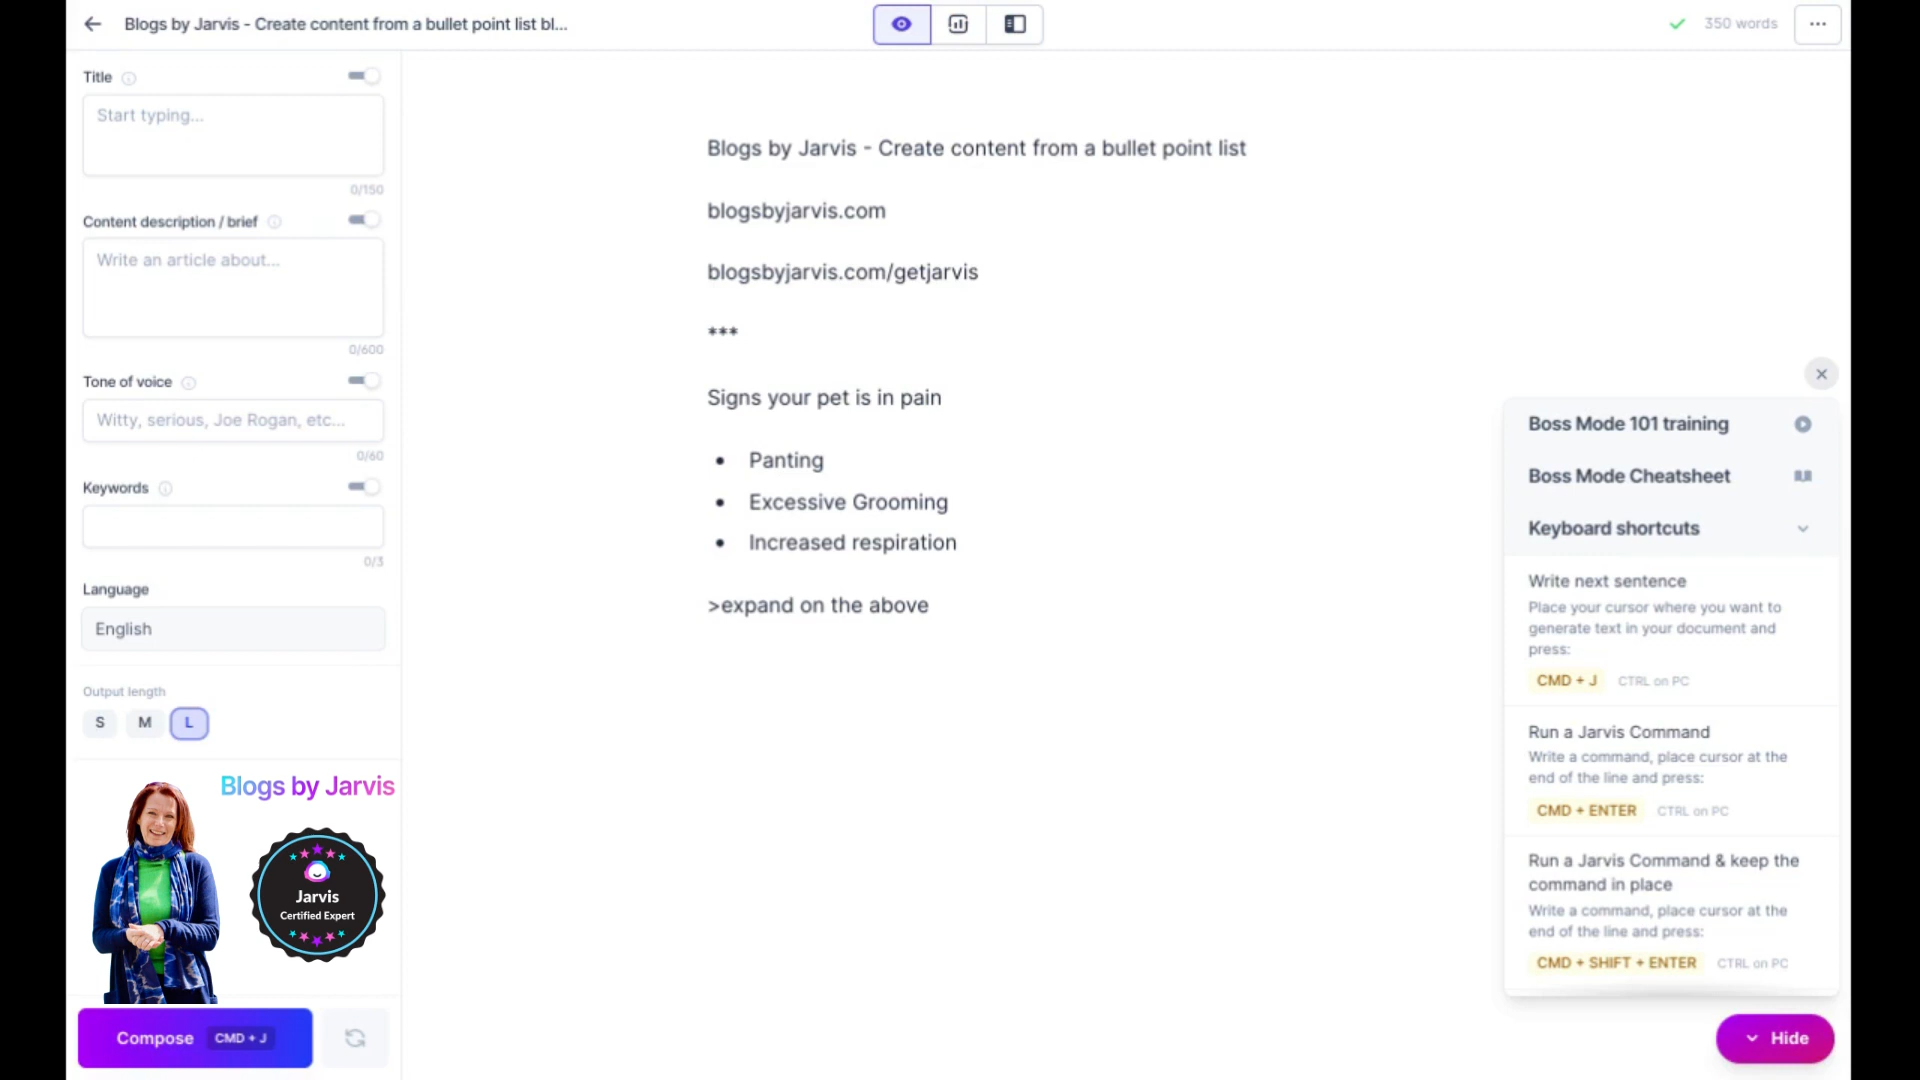 Blogs by Jarvis - Create content from a bullet point list bl...
350 words
...
Title
Start typing...
0/150
Content description / brief
Write an article about...
0/600
Tone of voice
Witty, serious, Joe Rogan, etc...
0/60
Keywords
0/3
Language
English
Output length
S M L
Blogs by Jarvis
Jarvis
Certified Expert
Compose CMD + J
Blogs by Jarvis - Create content from a bullet point list
blogsbyjarvis.com
blogsbyjarvis.com/getjarvis
***
Signs your pet is in pain
• Panting
• Excessive Grooming
• Increased respiration
>expand on the above
Boss Mode 101 training
Boss Mode Cheatsheet
Keyboard shortcuts
Write next sentence
Place your cursor where you want to
generate text in your document and
press:
CMD + J CTRL on PC
Run a Jarvis Command
Write a command, place cursor at the
end of the line and press:
CMD + ENTER CTRL on PC
Run a Jarvis Command & keep the
command in place
Write a command, place cursor at the
end of the line and press:
CMD + SHIFT + ENTER CTRL on PC
Hide